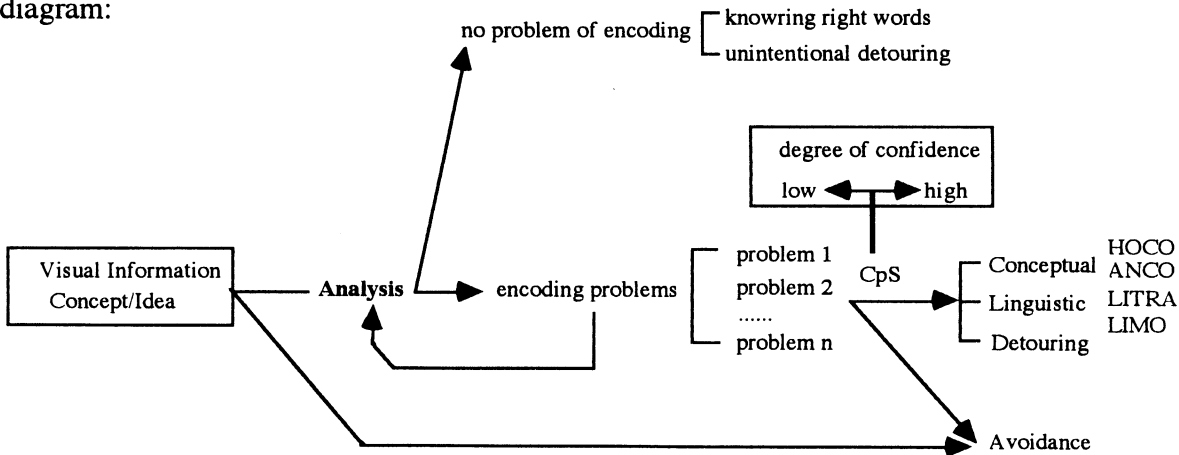 diagram:
no problem of encoding
knowring right words
unintentional detouring
degree of confidence
low high
Visual Information
Concept/Idea
Analysis
encoding problems
problem 1
problem 2
......
problem n
CpS
Conceptual
Linguistic
Detouring
HOCO
ANCO
LITRA
LIMO
Avoidance